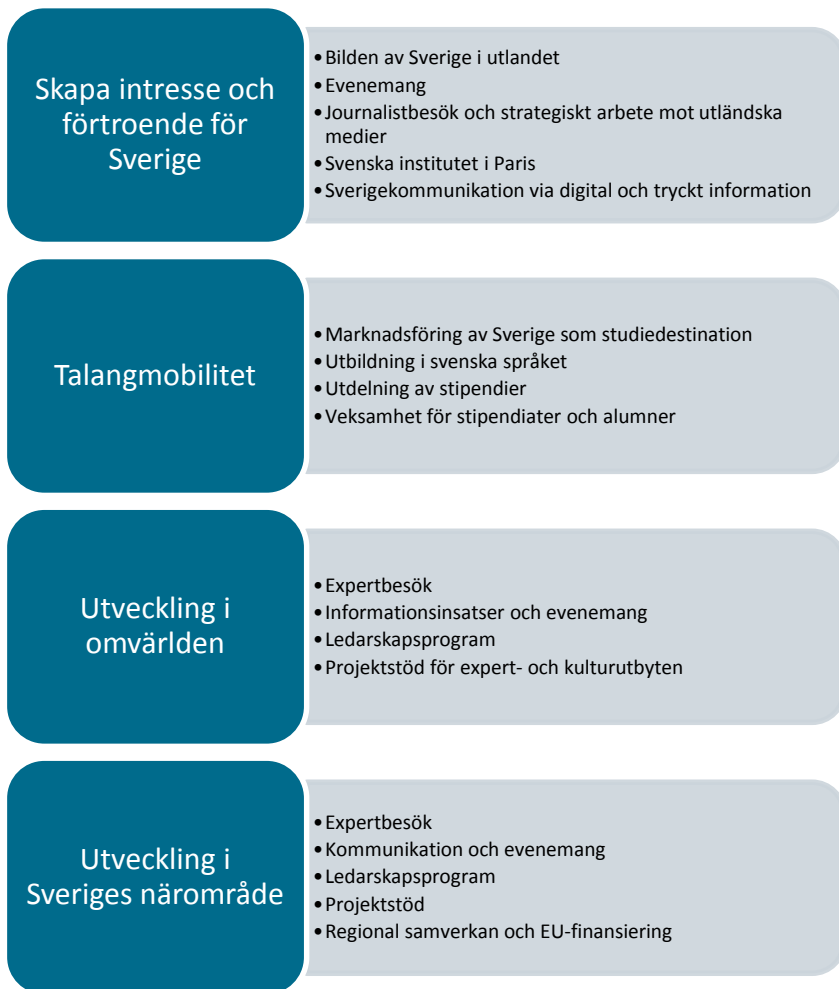 Skapa intresse och
förtroende för
Sverige
•Bilden av Sverige i utlandet
•Evenemang
•Journalistbesök och strategiskt arbete mot utländska
medier
•Svenska institutet i Paris
•Sverigekommunikation via digital och tryckt information
Talangmobilitet
•Marknadsföring av Sverige som studiedestination
•Utbildning i svenska språket
•Utdelning av stipendier
•Veksamhet för stipendiater och alumner
Utveckling i
omvärlden
•Expertbesök
•Informationsinsatser och evenemang
•Ledarskapsprogram
•Projektstöd för expert- och kulturutbyten
Utveckling i
Sveriges närområde
•Expertbesök
•Kommunikation och evenemang
•Ledarskapsprogram
•Projektstöd
•Regional samverkan och EU-finansiering